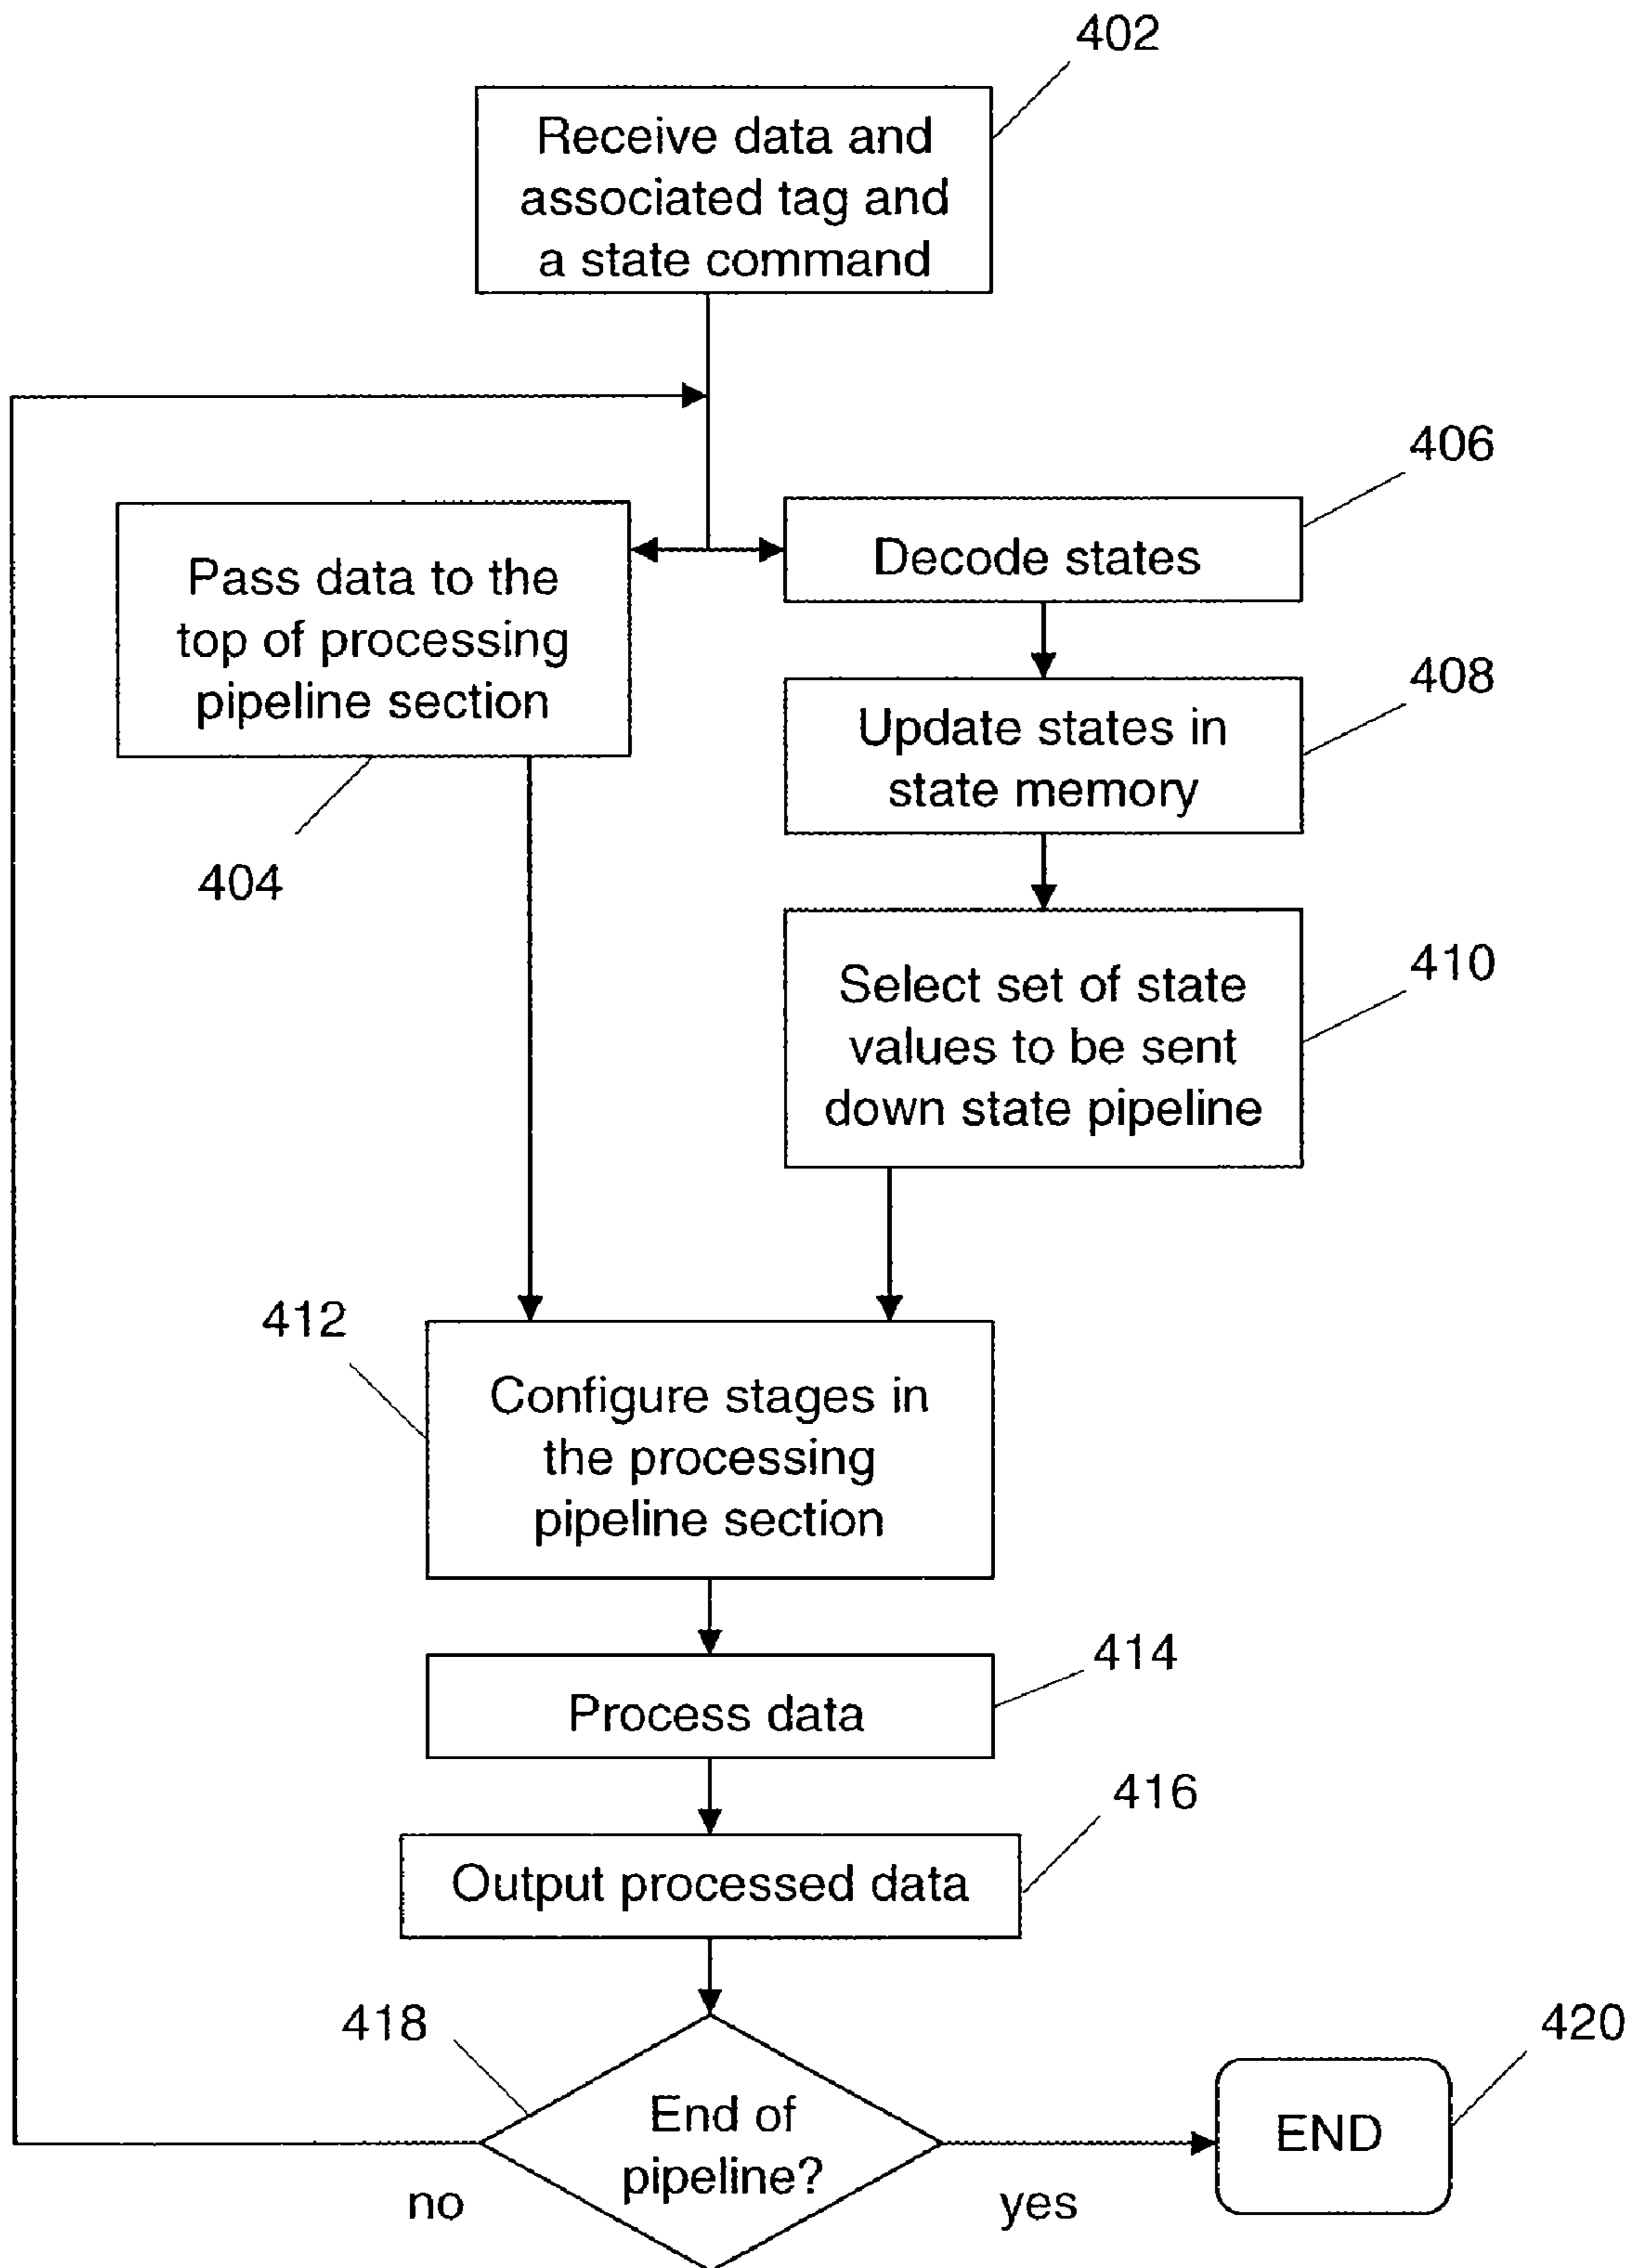 402
Receive data and
associated tag and
a state command
406
Decode states
Pass data to the
top of processing
pipeline section
404
408
Update states in
state memory
410
Select set of state
values to be sent
down state pipeline
412
Configure stages in
the processing
pipeline section
414
Process data
416
Output processed data
418
End of
pipeline?
no
yes
420
END